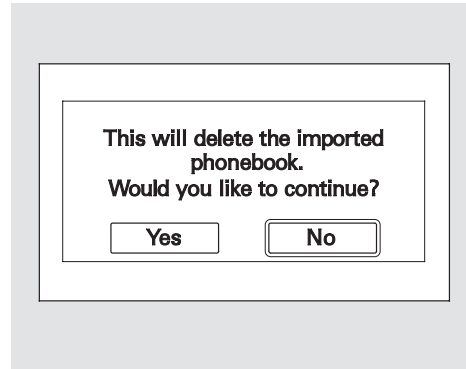 This will delete the imported
phonebook.
Would you like to continue?
Yes No